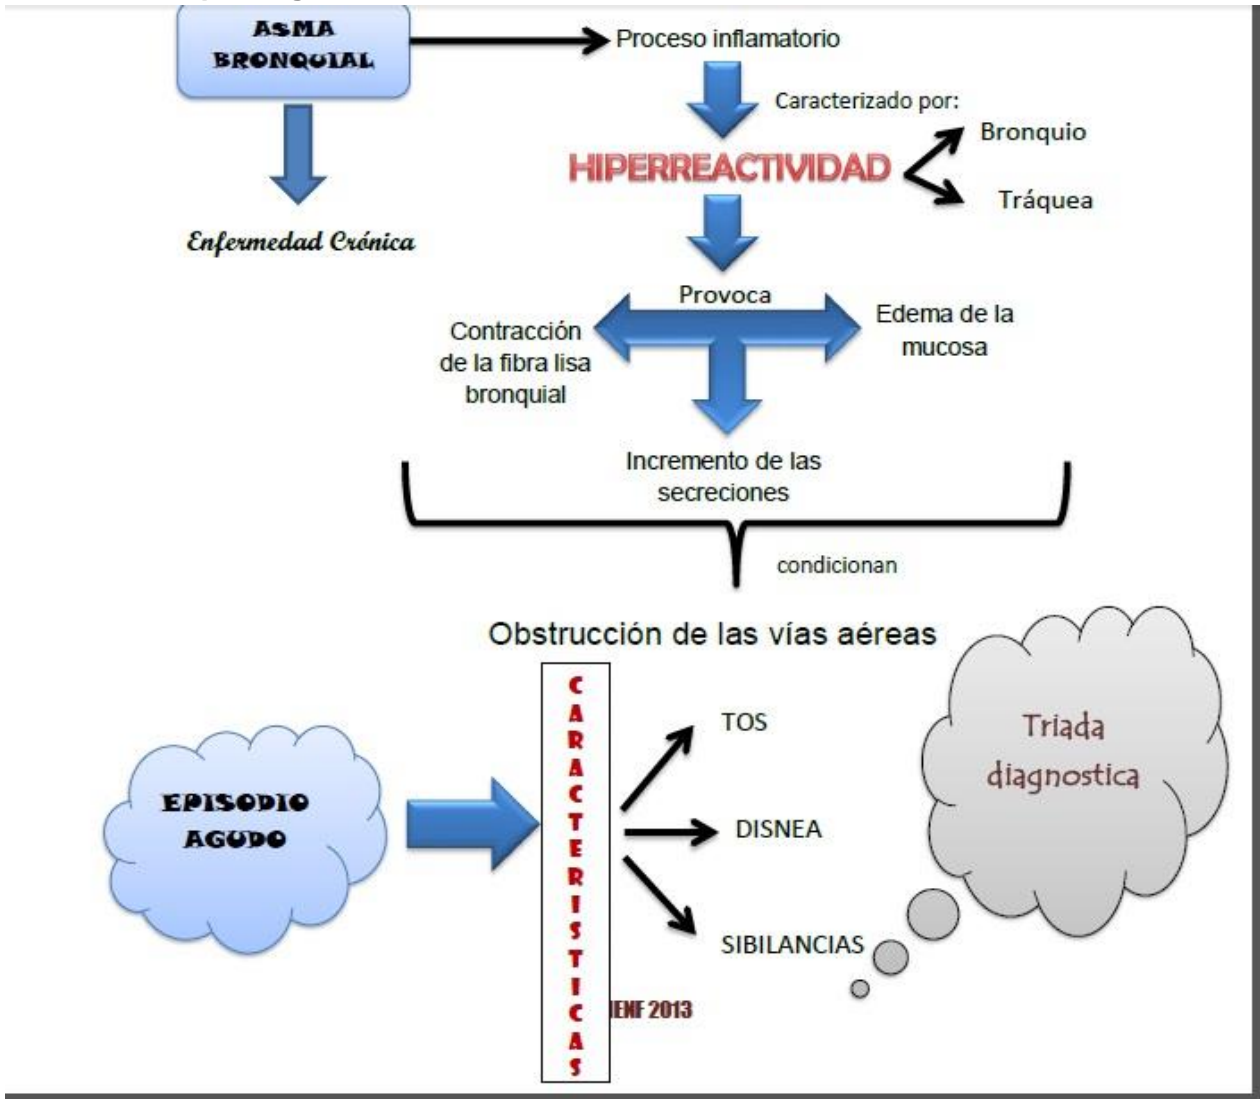 ASMA
BRONQUIAL
Proceso inflamatorio
Caracterizado por:
Bronquio
HIPERREACTIVIDAD
Tráquea
Enfermedad Crónica
Provoca
Contracción
de la fibra lisa
bronquial
Edema de la
mucosa
Incremento de las
secreciones
condicionan
Obstrucción de las vías aéreas
EPISODIO
AGUDO
CARACTERISTICAS
TOS
DISNEA
SIBILANCIAS
Triada
diagnostica
2013